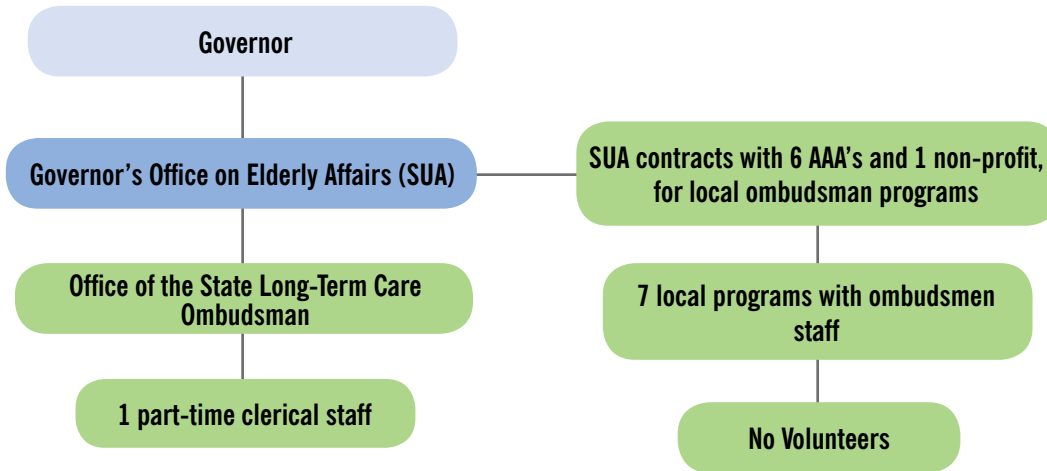 Governor
Governor’s Office on Elderly Affairs (SUA)
SUA contracts with 6 AAA’s and 1 non-profit,
for local ombudsman programs
Office of the State Long-Term Care
Ombudsman
7 local programs with ombudsmen
staff
1 part-time clerical staff
No Volunteers